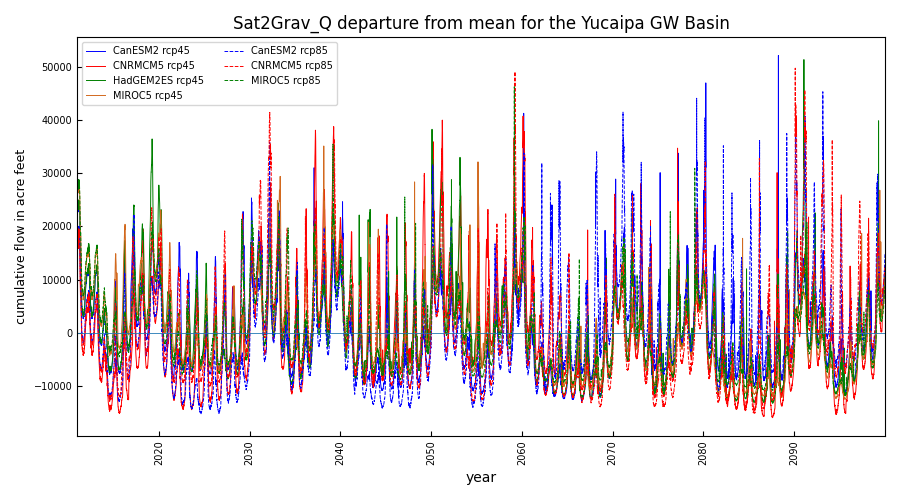 Sat2Grav_Q departure from mean for the Yucaipa GW Basin
CanESM2 rcp45
CNRMCM5 rcp45
HadGEM2ES rcp45
MIROC5 rcp45
CanESM2 rcp85
CNRMCM5 rcp85
MIROC5 rcp85
cumulative flow in acre feet
50000
40000
30000
20000
10000
0
−10000
2020
2030
2040
2050
2060
2070
2080
2090
year